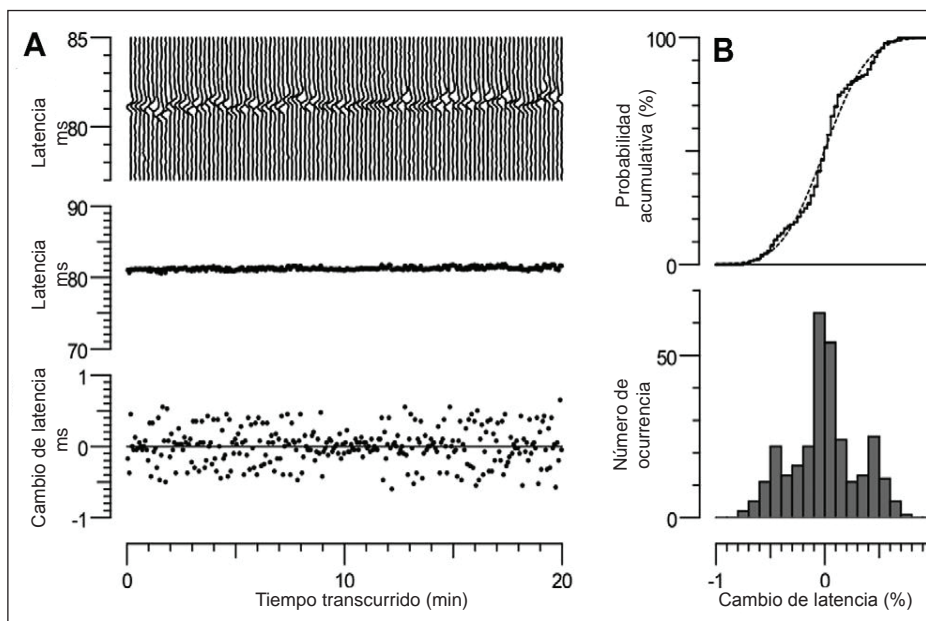 A
85
80
Latencia
ms
90
80
70
Latencia
ms
1
0
-1
Cambio de latencia
ms
0
10
20
Tiempo transcurrido (min)
B
100
0
Probabilidad
acumulativa (%)
50
0
Número de
ocurrencia
-1
0
Cambio de latencia (%)